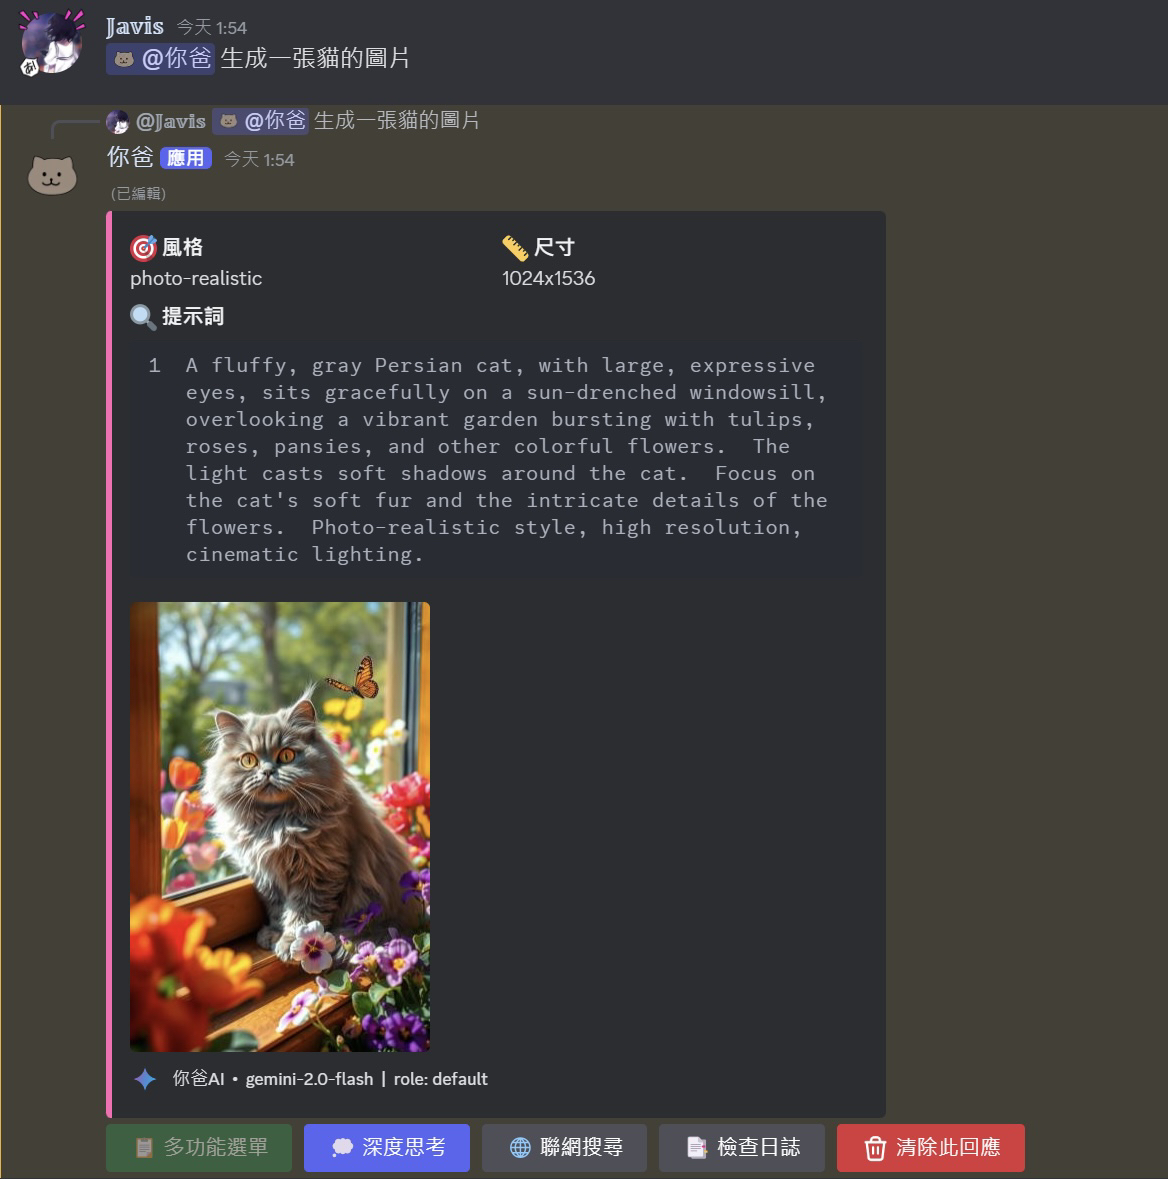 Javis 今天 1:54
@你爸 生成一張貓的圖片
@Javis @你爸 生成一張貓的圖片
你爸 應用 今天 1:54
(已編輯)
風格 尺寸
photo-realistic 1024x1536
提示詞
1 A fluffy, gray Persian cat, with large, expressive
eyes, sits gracefully on a sun-drenched windowsill,
overlooking a vibrant garden bursting with tulips,
roses, pansies, and other colorful flowers.  The
light casts soft shadows around the cat.  Focus on
the cat's soft fur and the intricate details of the
flowers.  Photo-realistic style, high resolution,
cinematic lighting.
你爸AI • gemini-2.0-flash | role: default
多功能選單 深度思考 聯網搜尋 檢查日誌 清除此回應